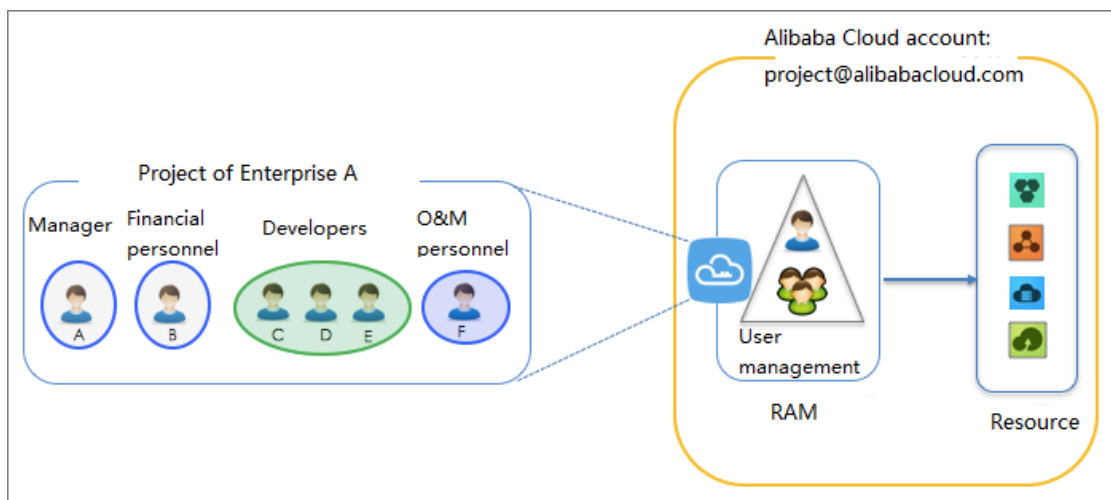 Alibaba Cloud account:
project@alibabacloud.com
Project of Enterprise A
Manager
Financial
personnel
Developers
O&M
personnel
A
B
C
D
E
F
User
management
RAM
Resource